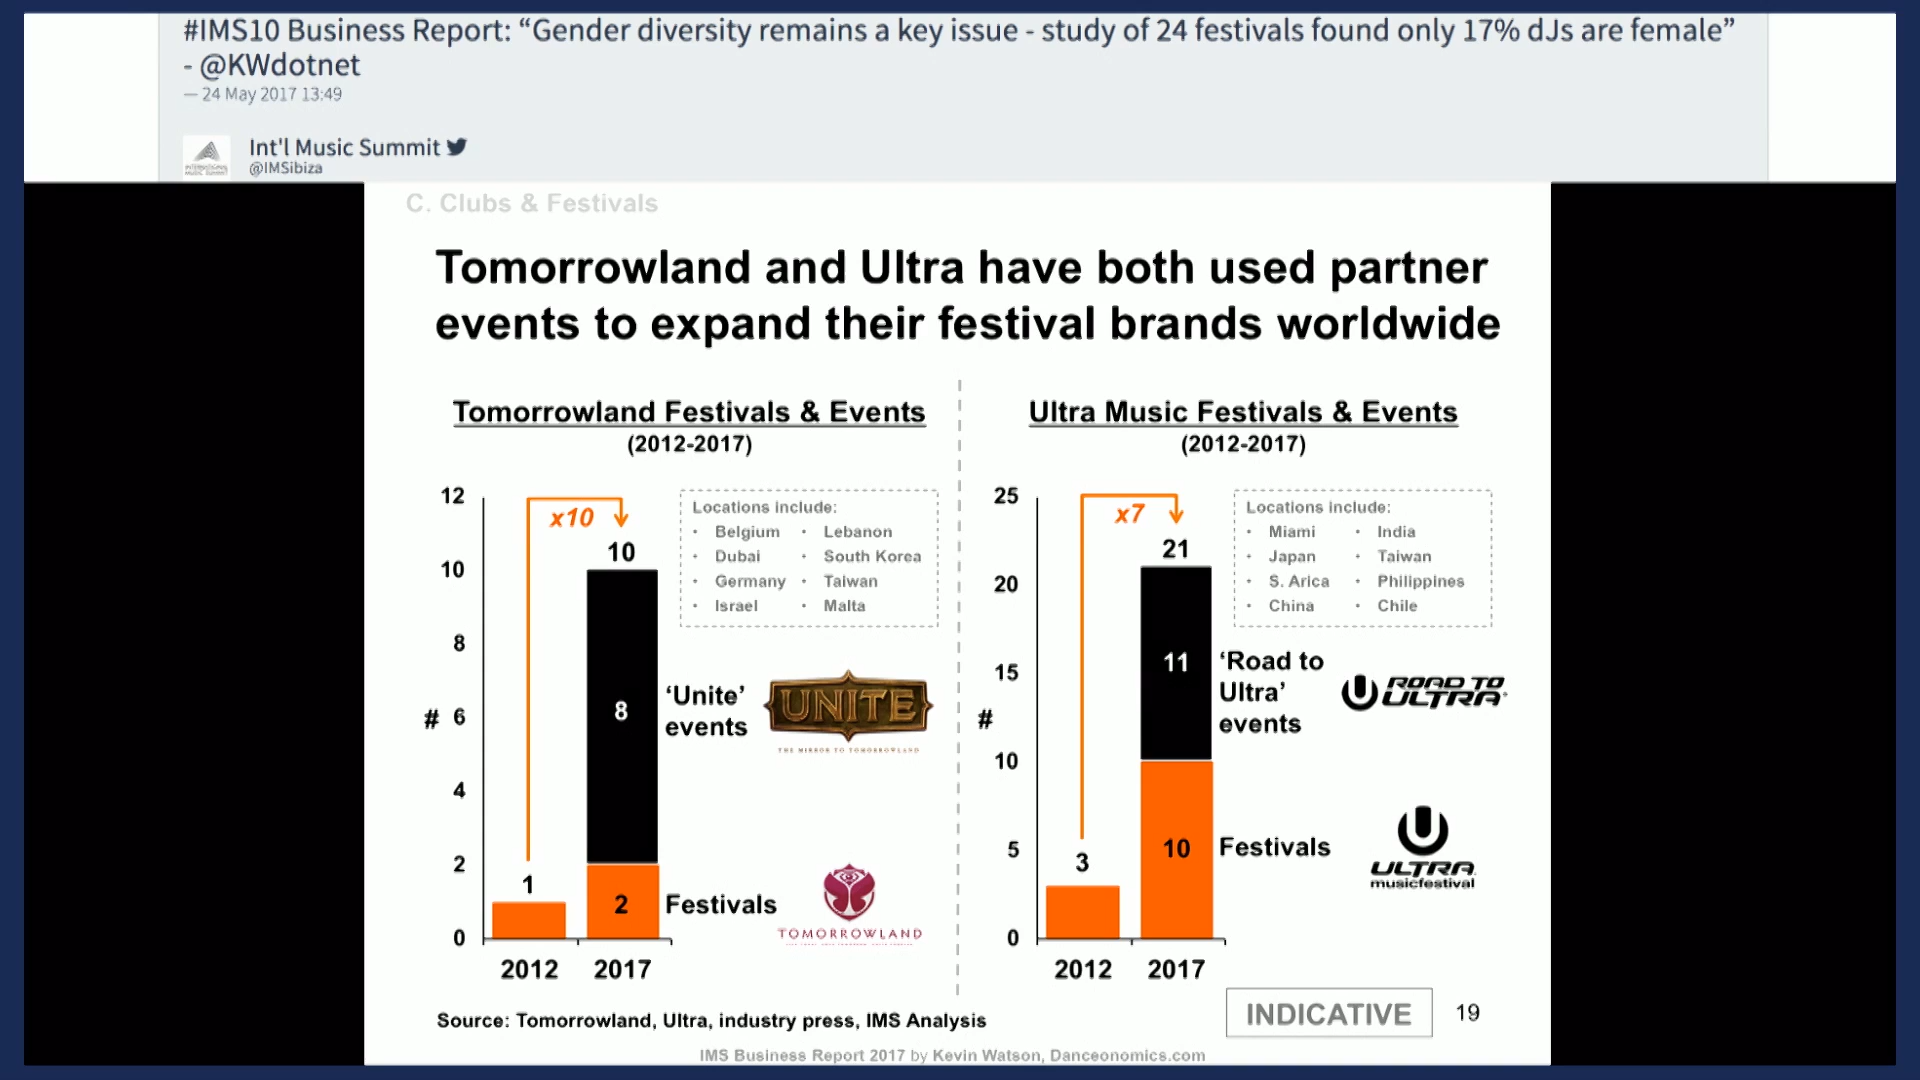 #IMS10 Business Report: “Gender diversity remains a key issue - study of 24 festivals found only 17% dJs are female”
- @KWdotnet
— 24 May 2017 13:49
Int'l Music Summit
@IMSibiza
C. Clubs & Festivals
Tomorrowland and Ultra have both used partner
events to expand their festival brands worldwide
Tomorrowland Festivals & Events
(2012-2017)
12
10
8
# 6
4
2
0
x10
10
8
1
2
2012 2017
Locations include:
• Belgium • Lebanon
• Dubai • South Korea
• Germany • Taiwan
• Israel • Malta
‘Unite’
events
UNITE
THE MIRROR TO TOMORROWLAND
Festivals
TOMORROWLAND
Ultra Music Festivals & Events
(2012-2017)
25
20
15
#
10
5
0
x7
21
11
3
10
2012 2017
Locations include:
• Miami • India
• Japan • Taiwan
• S. Arica • Philippines
• China • Chile
‘Road to
Ultra’
events
ROAD TO
ULTRA
Festivals
ULTRA
musicfestival
Source: Tomorrowland, Ultra, industry press, IMS Analysis
INDICATIVE
19
IMS Business Report 2017 by Kevin Watson, Danceonomics.com